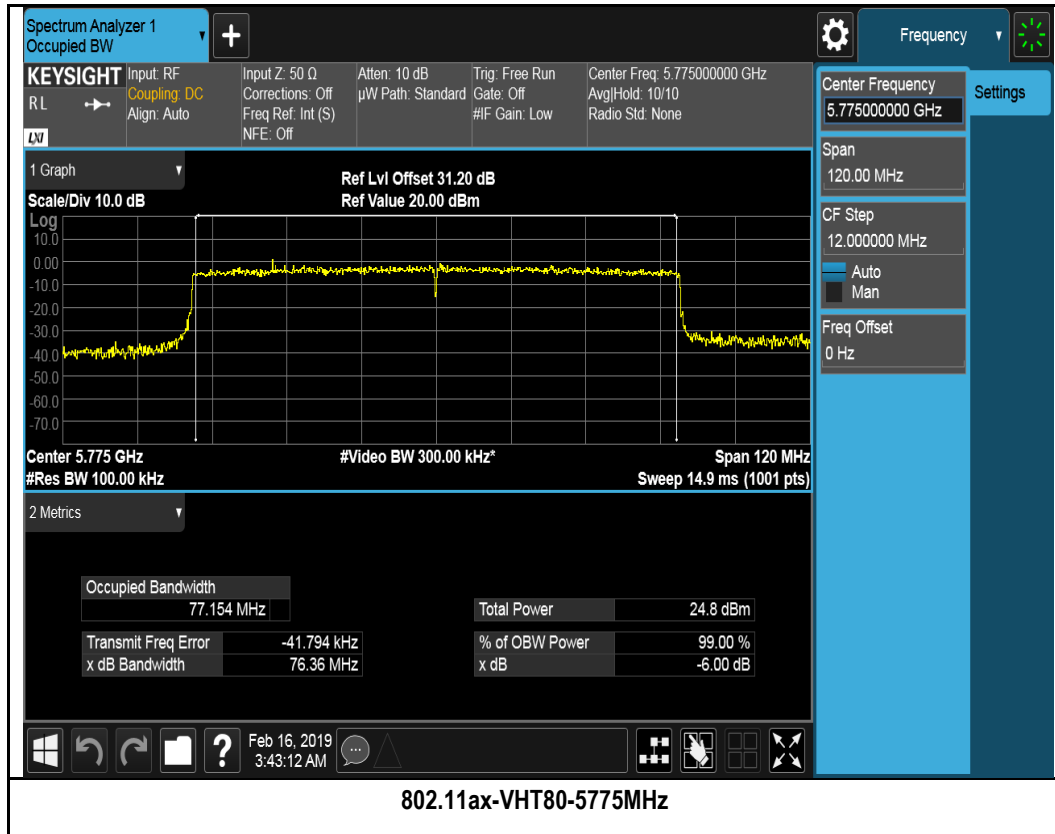 Spectrum Analyzer 1
Occupied BW
+
Frequency
KEYSIGHT
R L
LXI
Input: RF
Coupling: DC
Align: Auto
Input Z: 50 Ω
Corrections: Off
Freq Ref: Int (S)
NFE: Off
Atten: 10 dB
µW Path: Standard
Trig: Free Run
Gate: Off
#IF Gain: Low
Center Freq: 5.775000000 GHz
Avg|Hold: 10/10
Radio Std: None
Center Frequency
5.775000000 GHz
Settings
Span
120.00 MHz
CF Step
12.000000 MHz
Auto
Man
Freq Offset
0 Hz
1 Graph
Scale/Div 10.0 dB
Ref Lvl Offset 31.20 dB
Ref Value 20.00 dBm
Log
10.0
0.00
-10.0
-20.0
-30.0
-40.0
-50.0
-60.0
-70.0
Center 5.775 GHz
#Video BW 300.00 kHz*
Span 120 MHz
#Res BW 100.00 kHz
Sweep 14.9 ms (1001 pts)
2 Metrics
Occupied Bandwidth
77.154 MHz
Total Power 24.8 dBm
Transmit Freq Error -41.794 kHz
% of OBW Power 99.00 %
x dB Bandwidth 76.36 MHz
x dB -6.00 dB
?
Feb 16, 2019
3:43:12 AM
802.11ax-VHT80-5775MHz